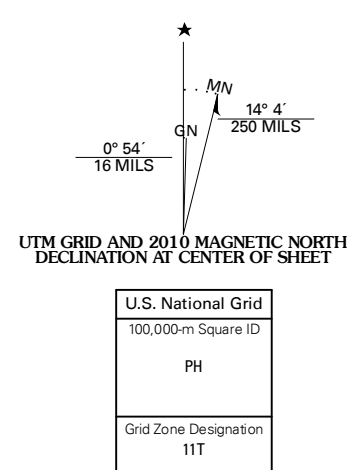 MN
GN
14° 4´
250 MILS
0° 54´
16 MILS
UTM GRID AND 2010 MAGNETIC NORTH
DECLINATION AT CENTER OF SHEET
U.S. National Grid
100,000-m Square ID
PH
Grid Zone Designation
11T